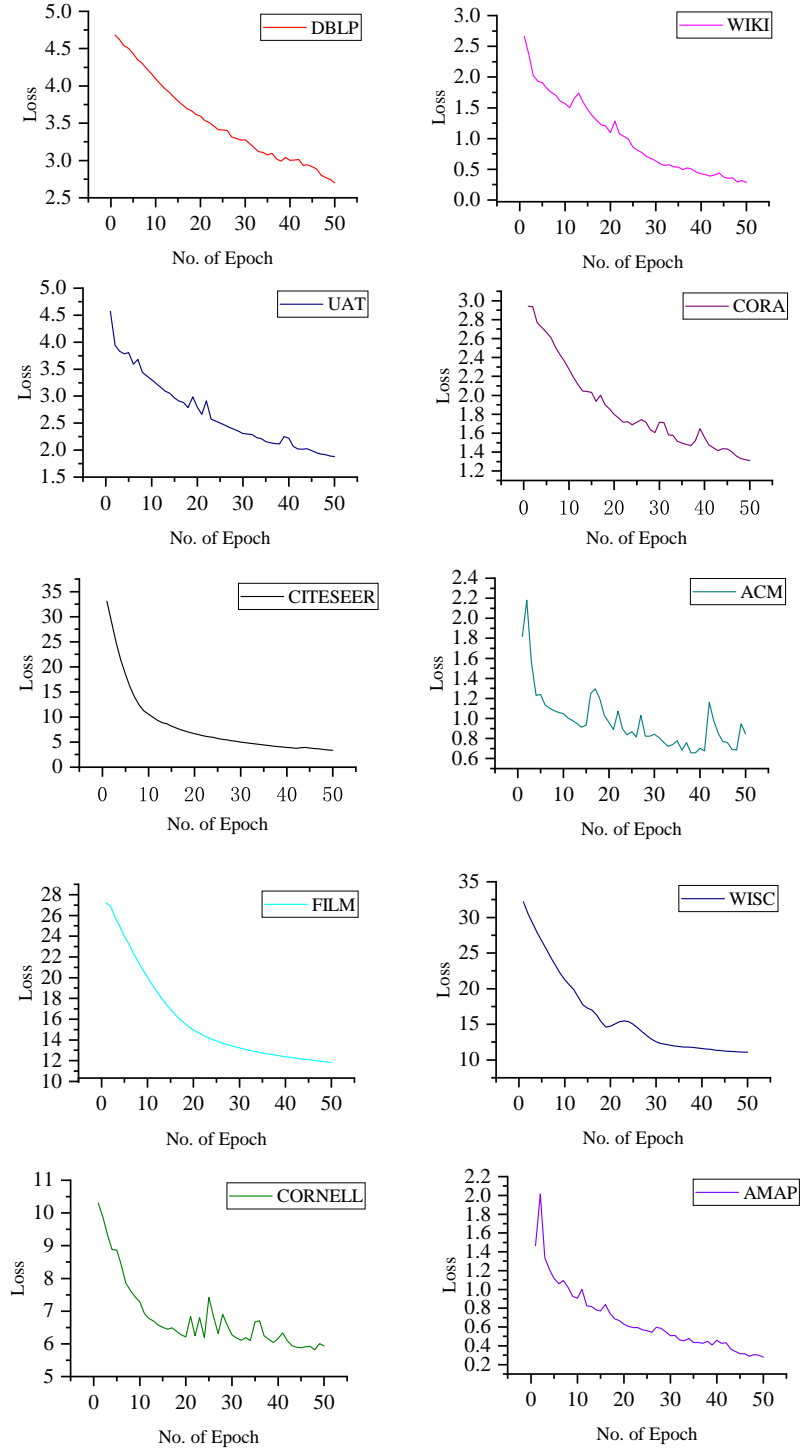 DBLP
Loss
5.0
4.5
4.0
3.5
3.0
2.5
0 10 20 30 40 50
No. of Epoch
WIKI
Loss
3.0
2.5
2.0
1.5
1.0
0.5
0.0
0 10 20 30 40 50
No. of Epoch
UAT
Loss
5.0
4.5
4.0
3.5
3.0
2.5
2.0
1.5
0 10 20 30 40 50
No. of Epoch
CORA
Loss
3.0
2.8
2.6
2.4
2.2
2.0
1.8
1.6
1.4
1.2
0 10 20 30 40 50
No. of Epoch
CITESEER
Loss
35
30
25
20
15
10
5
0
0 10 20 30 40 50
No. of Epoch
ACM
Loss
2.4
2.2
2.0
1.8
1.6
1.4
1.2
1.0
0.8
0.6
0 10 20 30 40 50
No. of Epoch
FILM
Loss
28
26
24
22
20
18
16
14
12
10
0 10 20 30 40 50
No. of Epoch
WISC
Loss
35
30
25
20
15
10
0 10 20 30 40 50
No. of Epoch
CORNELL
Loss
11
10
9
8
7
6
5
0 10 20 30 40 50
No. of Epoch
AMAP
Loss
2.2
2.0
1.8
1.6
1.4
1.2
1.0
0.8
0.6
0.4
0.2
0 10 20 30 40 50
No. of Epoch